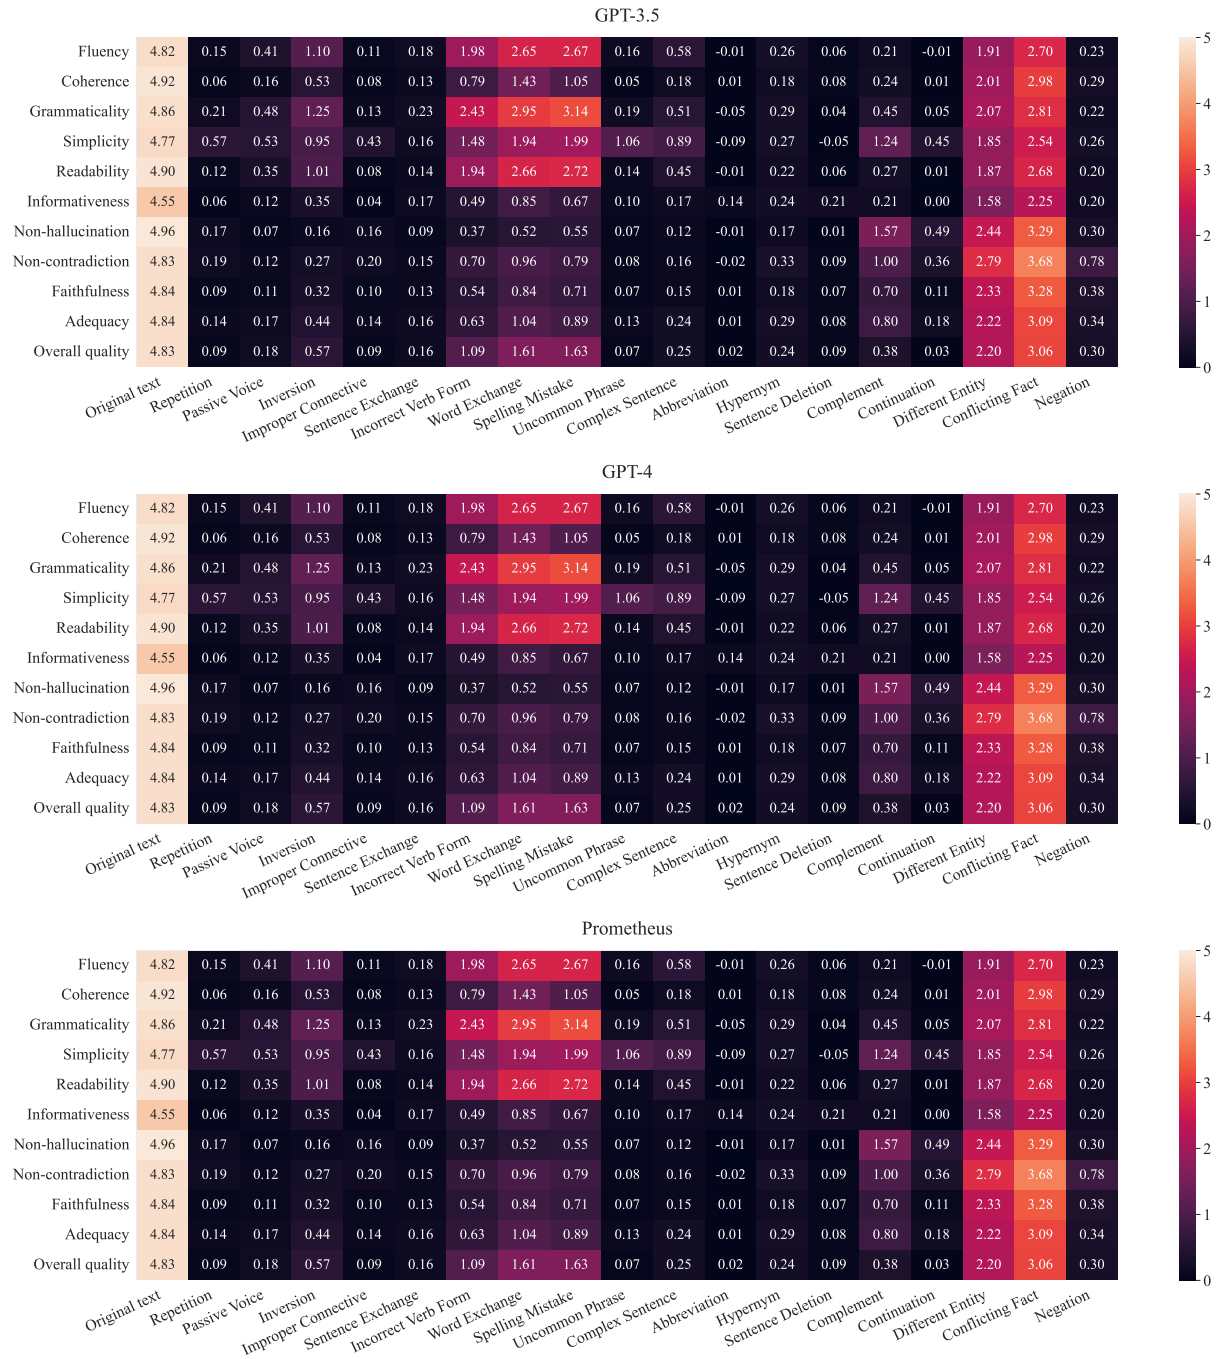 GPT-3.5
Fluency 4.82 0.15 0.41 1.10 0.11 0.18 1.98 2.65 2.67 0.16 0.58 -0.01 0.26 0.06 0.21 -0.01 1.91 2.70 0.23
Coherence 4.92 0.06 0.16 0.53 0.08 0.13 0.79 1.43 1.05 0.05 0.18 0.01 0.18 0.08 0.24 0.01 2.01 2.98 0.29
Grammaticality 4.86 0.21 0.48 1.25 0.13 0.23 2.43 2.95 3.14 0.19 0.51 -0.05 0.29 0.04 0.45 0.05 2.07 2.81 0.22
Simplicity 4.77 0.57 0.53 0.95 0.43 0.16 1.48 1.94 1.99 1.06 0.89 -0.09 0.27 -0.05 1.24 0.45 1.85 2.54 0.26
Readability 4.90 0.12 0.35 1.01 0.08 0.14 1.94 2.66 2.72 0.14 0.45 -0.01 0.22 0.06 0.27 0.01 1.87 2.68 0.20
Informativeness 4.55 0.06 0.12 0.35 0.04 0.17 0.49 0.85 0.67 0.10 0.17 0.14 0.24 0.21 0.21 0.00 1.58 2.25 0.20
Non-hallucination 4.96 0.17 0.07 0.16 0.16 0.09 0.37 0.52 0.55 0.07 0.12 -0.01 0.17 0.01 1.57 0.49 2.44 3.29 0.30
Non-contradiction 4.83 0.19 0.12 0.27 0.20 0.15 0.70 0.96 0.79 0.08 0.16 -0.02 0.33 0.09 1.00 0.36 2.79 3.68 0.78
Faithfulness 4.84 0.09 0.11 0.32 0.10 0.13 0.54 0.84 0.71 0.07 0.15 0.01 0.18 0.07 0.70 0.11 2.33 3.28 0.38
Adequacy 4.84 0.14 0.17 0.44 0.14 0.16 0.63 1.04 0.89 0.13 0.24 0.01 0.29 0.08 0.80 0.18 2.22 3.09 0.34
Overall quality 4.83 0.09 0.18 0.57 0.09 0.16 1.09 1.61 1.63 0.07 0.25 0.02 0.24 0.09 0.38 0.03 2.20 3.06 0.30
Original text
Repetition
Passive Voice
Inversion
Improper Connective
Sentence Exchange
Incorrect Verb Form
Word Exchange
Spelling Mistake
Uncommon Phrase
Complex Sentence
Abbreviation
Hypernym
Sentence Deletion
Complement
Continuation
Different Entity
Conflicting Fact
Negation
5
4
3
2
1
0
GPT-4
Fluency 4.82 0.15 0.41 1.10 0.11 0.18 1.98 2.65 2.67 0.16 0.58 -0.01 0.26 0.06 0.21 -0.01 1.91 2.70 0.23
Coherence 4.92 0.06 0.16 0.53 0.08 0.13 0.79 1.43 1.05 0.05 0.18 0.01 0.18 0.08 0.24 0.01 2.01 2.98 0.29
Grammaticality 4.86 0.21 0.48 1.25 0.13 0.23 2.43 2.95 3.14 0.19 0.51 -0.05 0.29 0.04 0.45 0.05 2.07 2.81 0.22
Simplicity 4.77 0.57 0.53 0.95 0.43 0.16 1.48 1.94 1.99 1.06 0.89 -0.09 0.27 -0.05 1.24 0.45 1.85 2.54 0.26
Readability 4.90 0.12 0.35 1.01 0.08 0.14 1.94 2.66 2.72 0.14 0.45 -0.01 0.22 0.06 0.27 0.01 1.87 2.68 0.20
Informativeness 4.55 0.06 0.12 0.35 0.04 0.17 0.49 0.85 0.67 0.10 0.17 0.14 0.24 0.21 0.21 0.00 1.58 2.25 0.20
Non-hallucination 4.96 0.17 0.07 0.16 0.16 0.09 0.37 0.52 0.55 0.07 0.12 -0.01 0.17 0.01 1.57 0.49 2.44 3.29 0.30
Non-contradiction 4.83 0.19 0.12 0.27 0.20 0.15 0.70 0.96 0.79 0.08 0.16 -0.02 0.33 0.09 1.00 0.36 2.79 3.68 0.78
Faithfulness 4.84 0.09 0.11 0.32 0.10 0.13 0.54 0.84 0.71 0.07 0.15 0.01 0.18 0.07 0.70 0.11 2.33 3.28 0.38
Adequacy 4.84 0.14 0.17 0.44 0.14 0.16 0.63 1.04 0.89 0.13 0.24 0.01 0.29 0.08 0.80 0.18 2.22 3.09 0.34
Overall quality 4.83 0.09 0.18 0.57 0.09 0.16 1.09 1.61 1.63 0.07 0.25 0.02 0.24 0.09 0.38 0.03 2.20 3.06 0.30
Original text
Repetition
Passive Voice
Inversion
Improper Connective
Sentence Exchange
Incorrect Verb Form
Word Exchange
Spelling Mistake
Uncommon Phrase
Complex Sentence
Abbreviation
Hypernym
Sentence Deletion
Complement
Continuation
Different Entity
Conflicting Fact
Negation
5
4
3
2
1
0
Prometheus
Fluency 4.82 0.15 0.41 1.10 0.11 0.18 1.98 2.65 2.67 0.16 0.58 -0.01 0.26 0.06 0.21 -0.01 1.91 2.70 0.23
Coherence 4.92 0.06 0.16 0.53 0.08 0.13 0.79 1.43 1.05 0.05 0.18 0.01 0.18 0.08 0.24 0.01 2.01 2.98 0.29
Grammaticality 4.86 0.21 0.48 1.25 0.13 0.23 2.43 2.95 3.14 0.19 0.51 -0.05 0.29 0.04 0.45 0.05 2.07 2.81 0.22
Simplicity 4.77 0.57 0.53 0.95 0.43 0.16 1.48 1.94 1.99 1.06 0.89 -0.09 0.27 -0.05 1.24 0.45 1.85 2.54 0.26
Readability 4.90 0.12 0.35 1.01 0.08 0.14 1.94 2.66 2.72 0.14 0.45 -0.01 0.22 0.06 0.27 0.01 1.87 2.68 0.20
Informativeness 4.55 0.06 0.12 0.35 0.04 0.17 0.49 0.85 0.67 0.10 0.17 0.14 0.24 0.21 0.21 0.00 1.58 2.25 0.20
Non-hallucination 4.96 0.17 0.07 0.16 0.16 0.09 0.37 0.52 0.55 0.07 0.12 -0.01 0.17 0.01 1.57 0.49 2.44 3.29 0.30
Non-contradiction 4.83 0.19 0.12 0.27 0.20 0.15 0.70 0.96 0.79 0.08 0.16 -0.02 0.33 0.09 1.00 0.36 2.79 3.68 0.78
Faithfulness 4.84 0.09 0.11 0.32 0.10 0.13 0.54 0.84 0.71 0.07 0.15 0.01 0.18 0.07 0.70 0.11 2.33 3.28 0.38
Adequacy 4.84 0.14 0.17 0.44 0.14 0.16 0.63 1.04 0.89 0.13 0.24 0.01 0.29 0.08 0.80 0.18 2.22 3.09 0.34
Overall quality 4.83 0.09 0.18 0.57 0.09 0.16 1.09 1.61 1.63 0.07 0.25 0.02 0.24 0.09 0.38 0.03 2.20 3.06 0.30
Original text
Repetition
Passive Voice
Inversion
Improper Connective
Sentence Exchange
Incorrect Verb Form
Word Exchange
Spelling Mistake
Uncommon Phrase
Complex Sentence
Abbreviation
Hypernym
Sentence Deletion
Complement
Continuation
Different Entity
Conflicting Fact
Negation
5
4
3
2
1
0